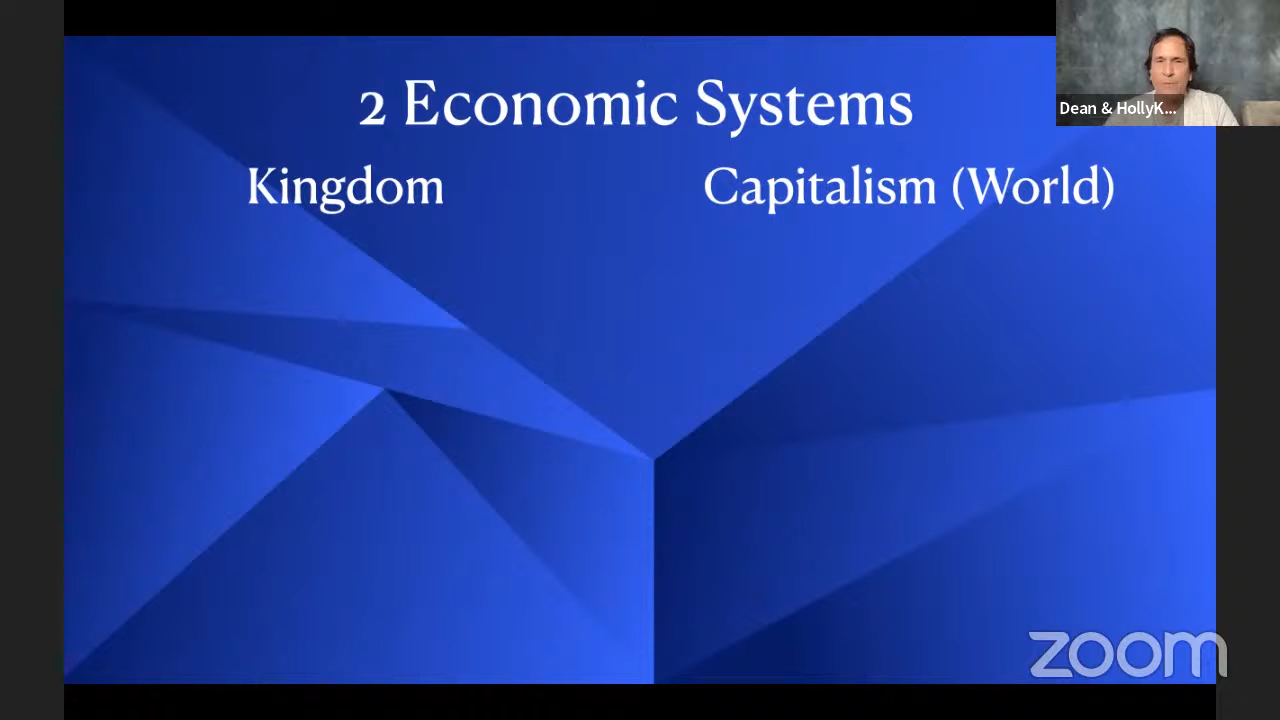 2 Economic Systems
Kingdom
Capitalism (World)
Dean & HollyK...
zoom